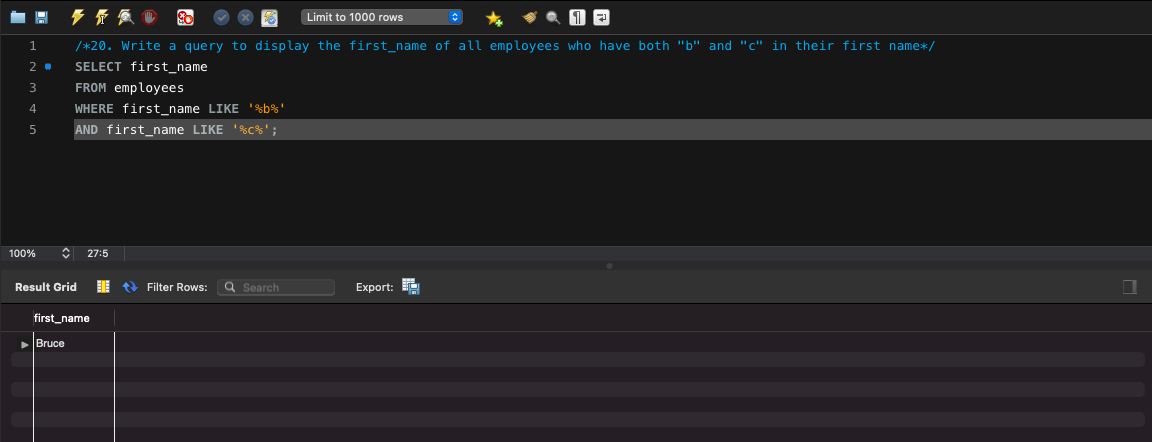 Limit to 1000 rows
1 /*20. Write a query to display the first_name of all employees who have both "b" and "c" in their first name*/
2 SELECT first_name
3 FROM employees
4 WHERE first_name LIKE '%b%'
5 AND first_name LIKE '%c%';
100% 27:5
Result Grid Filter Rows: Search Export:
first_name
Bruce